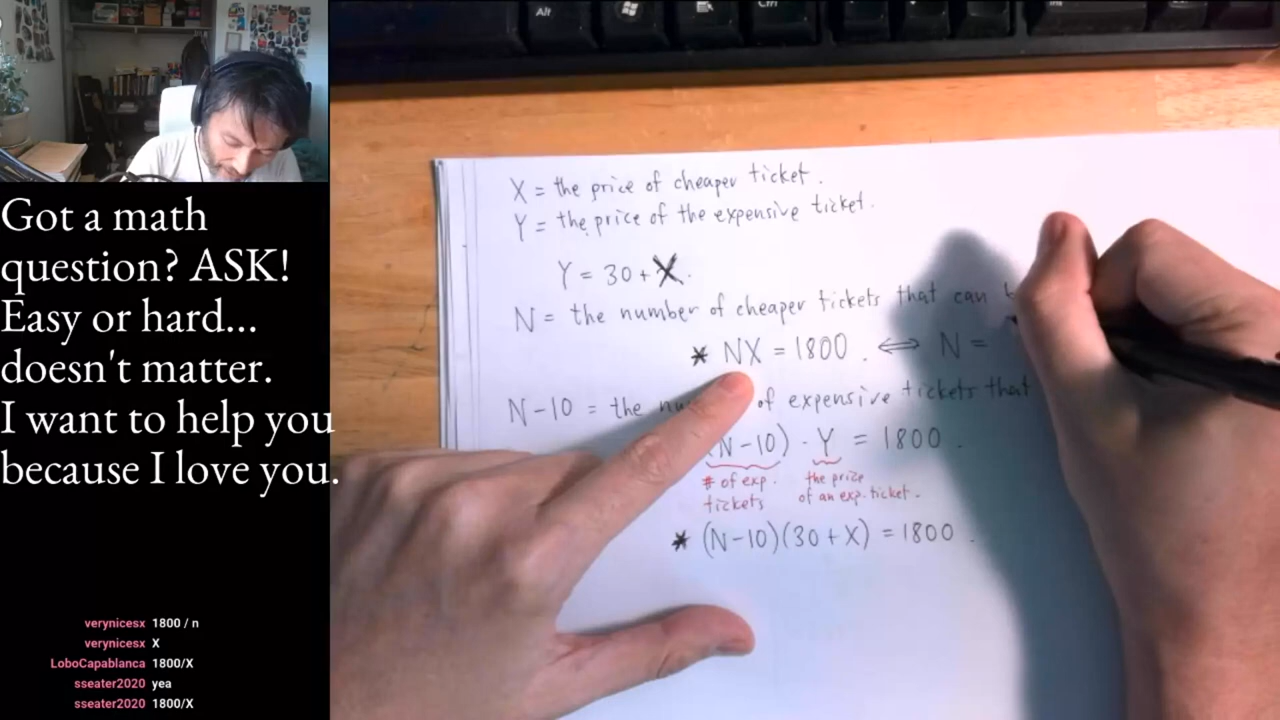 Got a math
question? ASK!
Easy or hard...
doesn't matter.
I want to help you
because I love you.
verynicesx 1800 / n
verynicesx X
LoboCapablanca 1800/X
sseater2020 yea
sseater2020 1800/X
Alt
Ctrl
X = the price of cheaper ticket.
Y = the price of the expensive ticket.
Y = 30 + X.
N = the number of cheaper tickets that can
* NX = 1800. ⟺ N =
N-10 = the of expensive tickets that
(N-10) · Y = 1800.
# of exp. tickets
the price of an exp. ticket.
* (N-10)(30+X) = 1800.